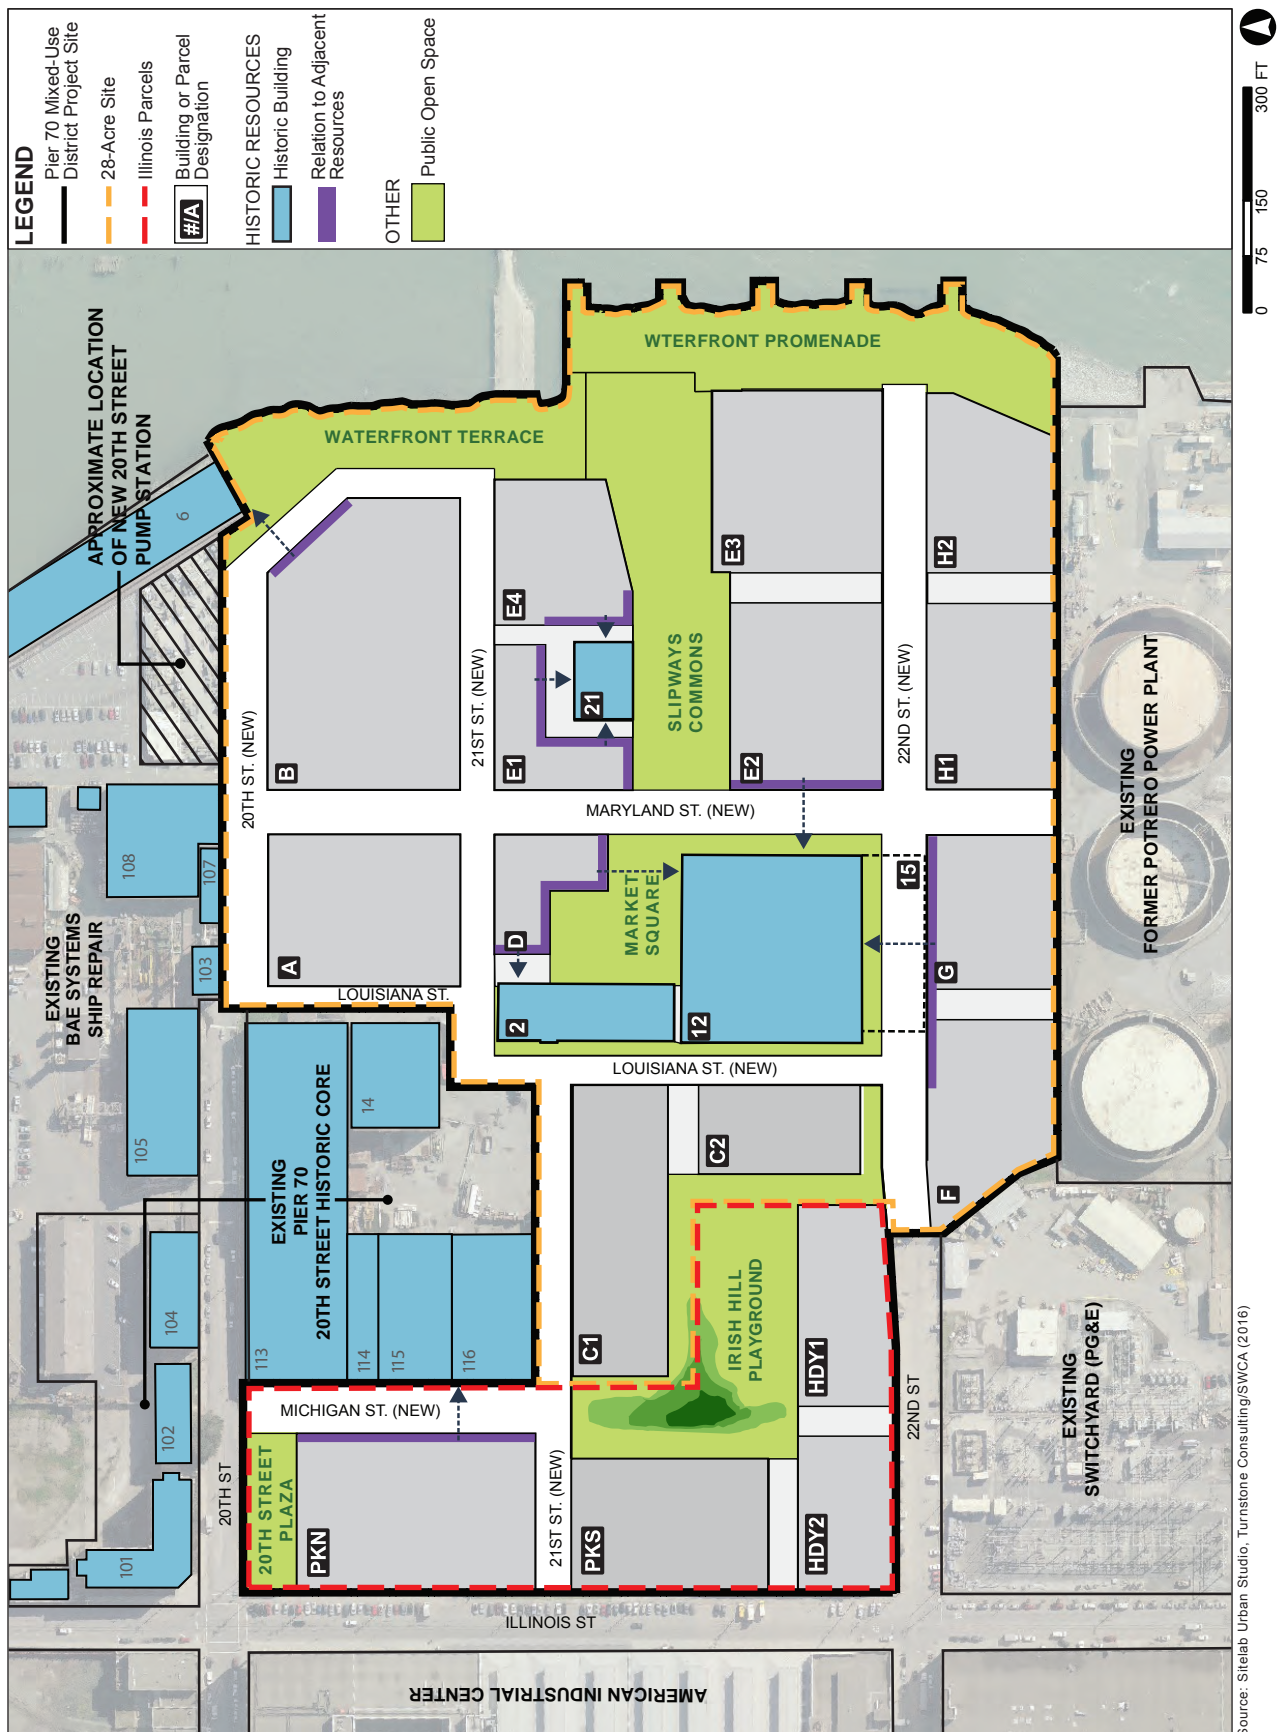 LEGEND
Pier 70 Mixed-Use
District Project Site
28-Acre Site
Illinois Parcels
#/A
Building or Parcel
Designation
HISTORIC RESOURCES
Historic Building
Relation to Adjacent
Resources
OTHER
Public Open Space
0
75
150
300 FT
APPROXIMATE LOCATION
OF NEW 20TH STREET
PUMP STATION
6
WATERFRONT TERRACE
WTERFRONT PROMENADE
EXISTING
BAE SYSTEMS
SHIP REPAIR
108
107
103
105
104
102
101
20TH ST. (NEW)
B
A
21ST ST. (NEW)
E4
E1
21
SLIPWAYS
COMMONS
E3
E2
22ND ST. (NEW)
H2
H1
MARYLAND ST. (NEW)
D
MARKET
SQUARE
2
12
15
G
F
LOUISIANA ST.
LOUISIANA ST. (NEW)
EXISTING
PIER 70
20TH STREET HISTORIC CORE
14
113
114
115
116
C1
C2
IRISH HILL
PLAYGROUND
HDY1
HDY2
MICHIGAN ST. (NEW)
20TH STREET
PLAZA
PKN
PKS
20TH ST
21ST ST. (NEW)
22ND ST
ILLINOIS ST
AMERICAN INDUSTRIAL CENTER
EXISTING
FORMER POTRERO POWER PLANT
EXISTING
SWITCHYARD (PG&E)
Source: Sitelab Urban Studio, Turnstone Consulting/SWCA (2016)